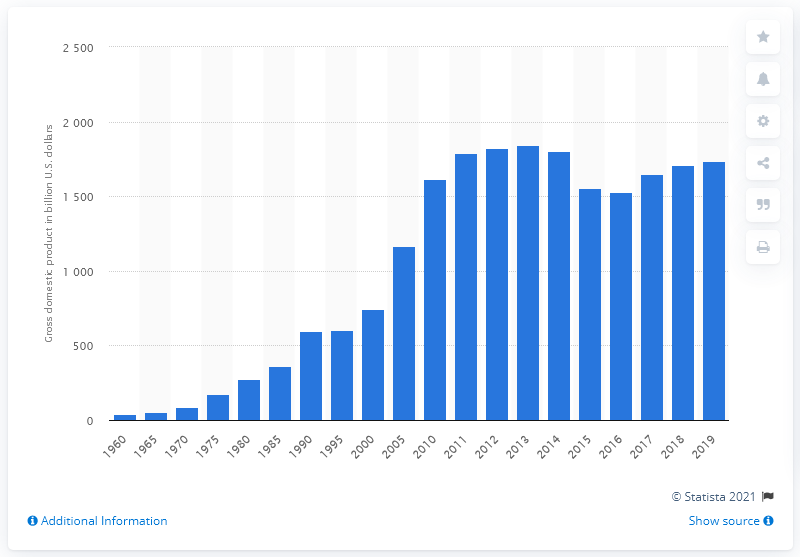 Gross domestic product in billion U.S. dollars
2 500
2 000
1 500
1 000
500
0
1960 1965 1970 1975 1980 1985 1990 1995 2000 2005 2010 2011 2012 2013 2014 2015 2016 2017 2018 2019
© Statista 2021
Additional Information Show source